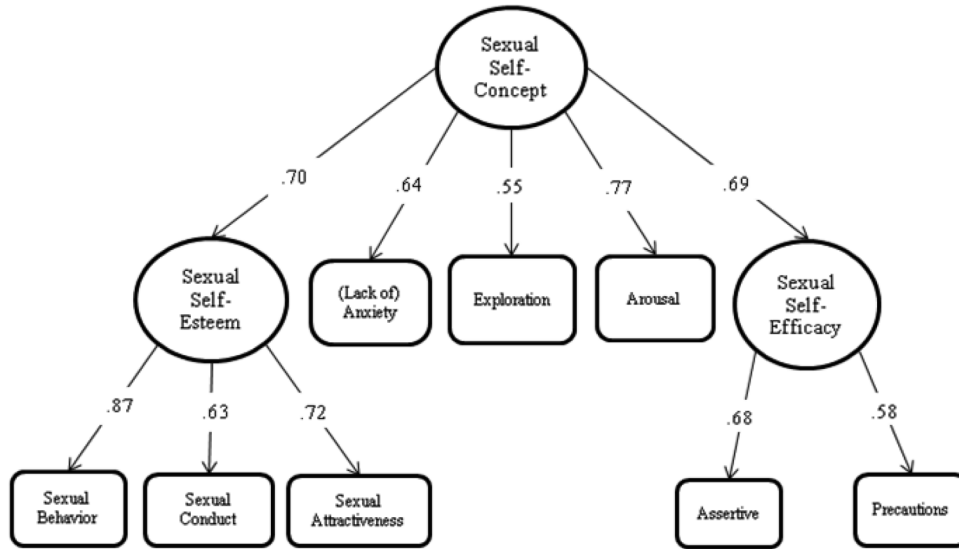 Sexual
Self-
Concept
.70
.64
.55
.77
.69
Sexual
Self-
Esteem
(Lack of)
Anxiety
Exploration
Arousal
Sexual
Self-
Efficacy
.87
.63
.72
.68
.58
Sexual
Behavior
Sexual
Conduct
Sexual
Attractiveness
Assertive
Precautions